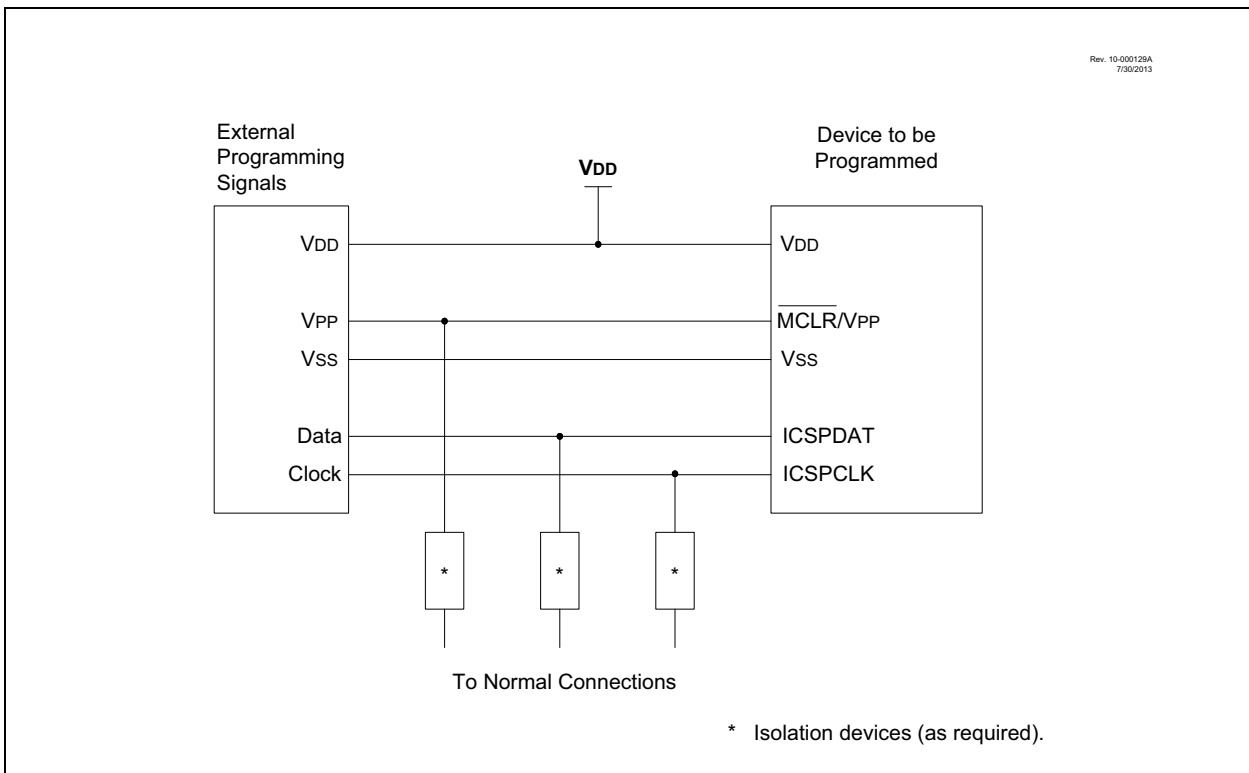 Rev. 10-000129A
7/30/2013
External
Programming
Signals
Device to be
Programmed
VDD
VDD
VDD
VPP
MCLR/VPP
VSS
VSS
Data
ICSPDAT
Clock
ICSPCLK
*
*
*
To Normal Connections
* Isolation devices (as required).